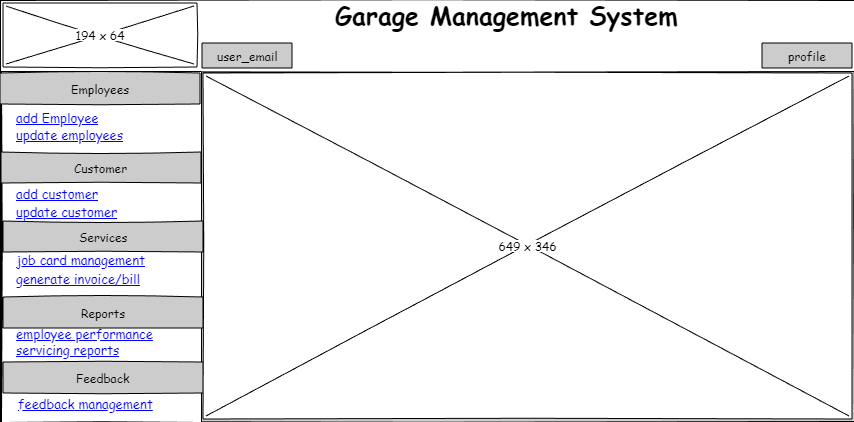 Garage Management System
194 x 64
user_email
profile
Employees
add Employee
update employees
Customer
add customer
update customer
Services
job card management
generate invoice/bill
Reports
employee performance
servicing reports
Feedback
feedback management
649 x 346